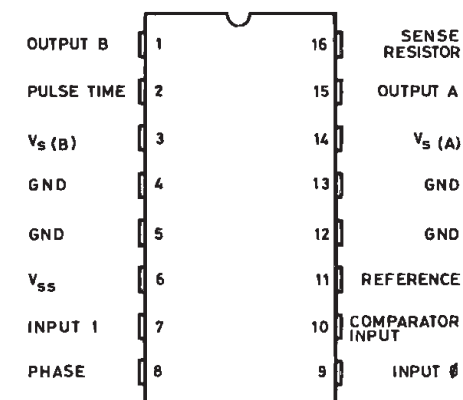 OUTPUT B 1 16 SENSE RESISTOR
PULSE TIME 2 15 OUTPUT A
Vs (B) 3 14 Vs (A)
GND 4 13 GND
GND 5 12 GND
Vss 6 11 REFERENCE
INPUT 1 7 10 COMPARATOR INPUT
PHASE 8 9 INPUT 0